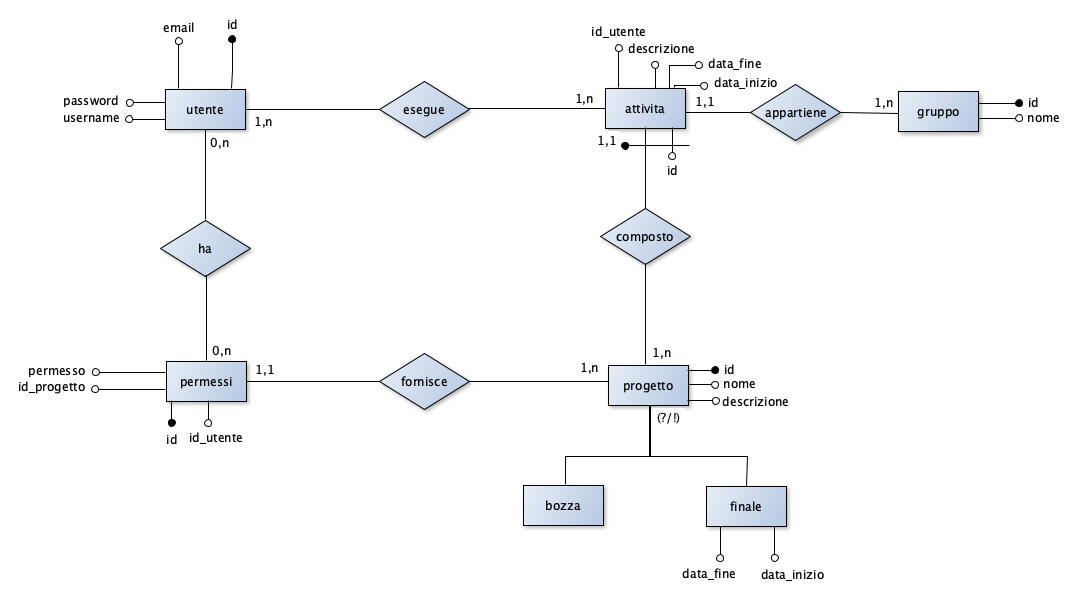 email
id
id_utente
descrizione
data_fine
data_inizio
password
username
utente
1,n
esegue
1,n
attivita
1,1
appartiene
1,n
gruppo
id
nome
0,n
1,1
id
ha
composto
0,n
1,n
permesso
id_progetto
permessi
1,1
fornisce
1,n
progetto
id
nome
descrizione
id
id_utente
(?/!)
bozza
finale
data_fine
data_inizio